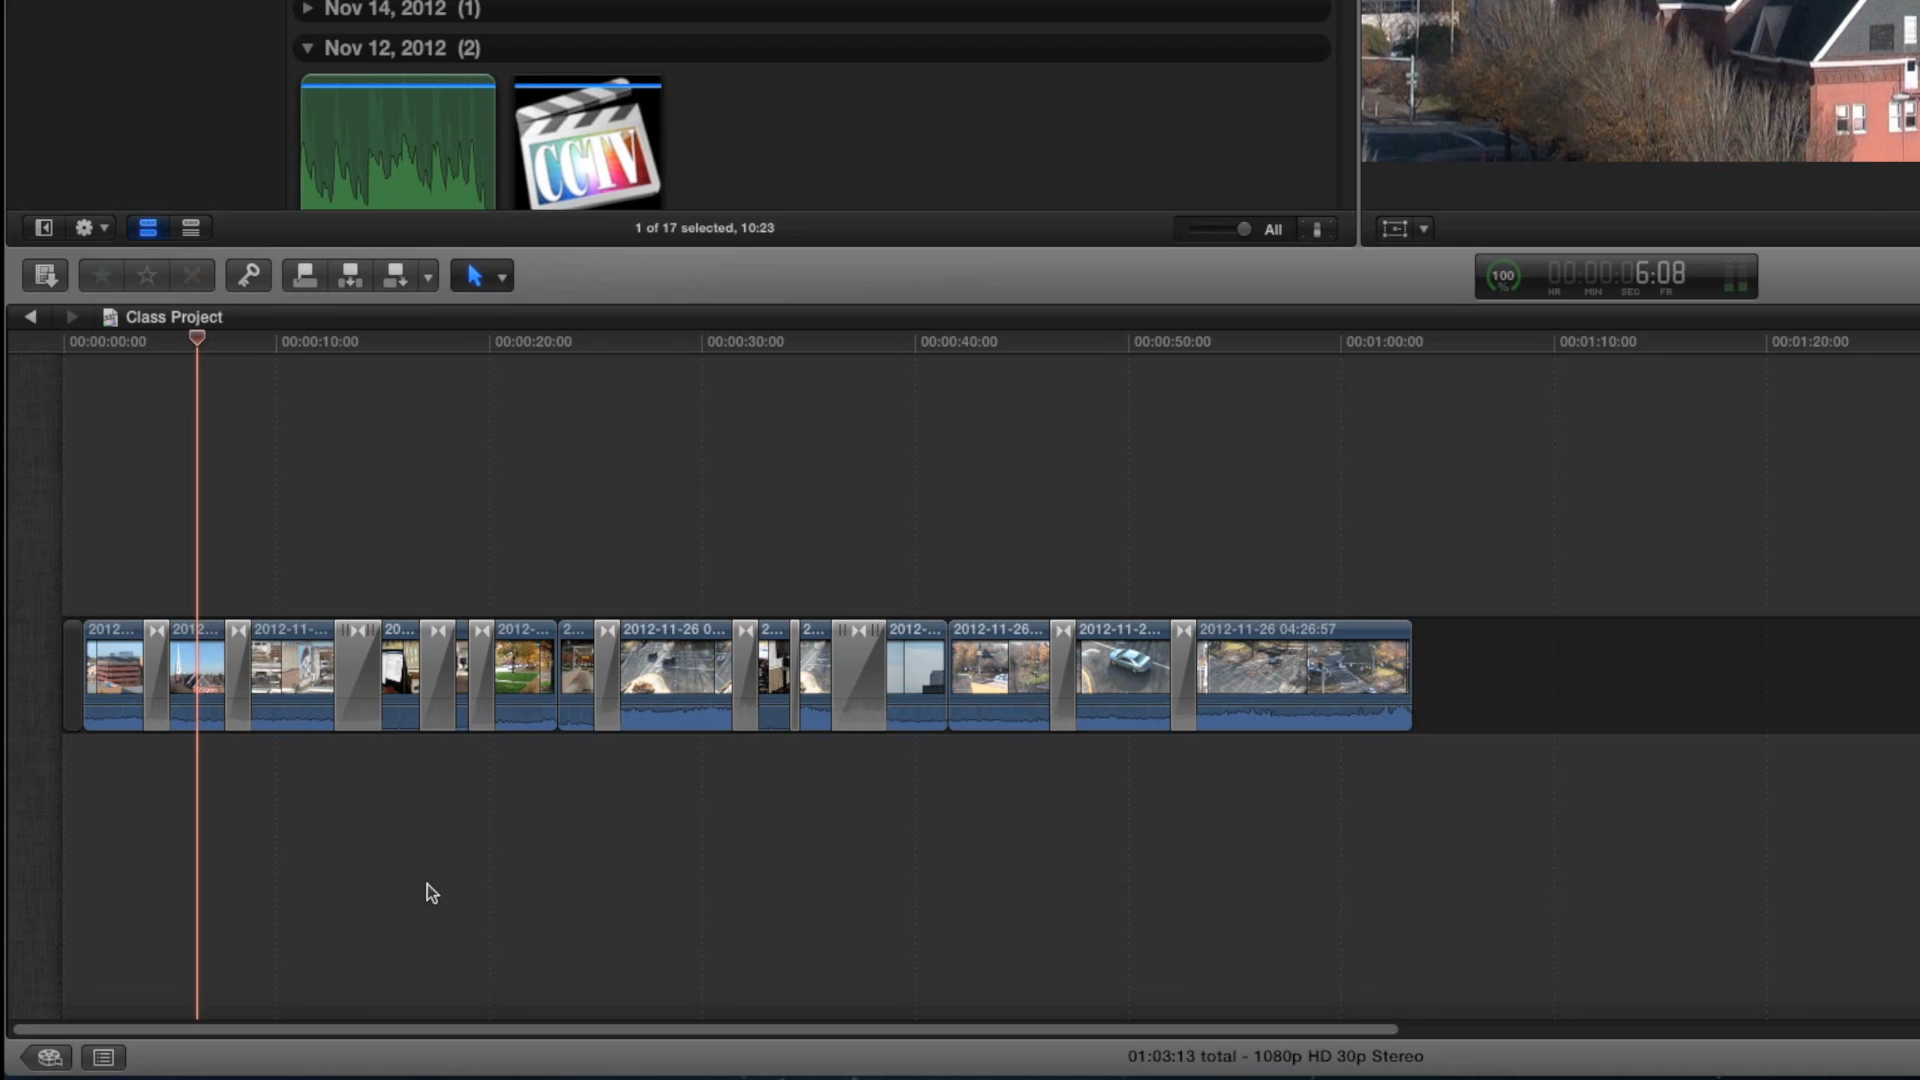 Nov 14, 2012 (1)
Nov 12, 2012 (2)
CCTV
1 of 17 selected, 10:23
All
100
%
00:00:06:08
HR MIN SEC FR
Class Project
00:00:00:00 00:00:10:00 00:00:20:00 00:00:30:00 00:00:40:00 00:00:50:00 00:01:00:00 00:01:10:00 00:01:20:00
2012... 2012... 2012-11-... 20... 2012-... 2... 2012-11-26 0... 2... 2... 2012-... 2012-11-26... 2012-11-2... 2012-11-26 04:26:57
01:03:13 total - 1080p HD 30p Stereo